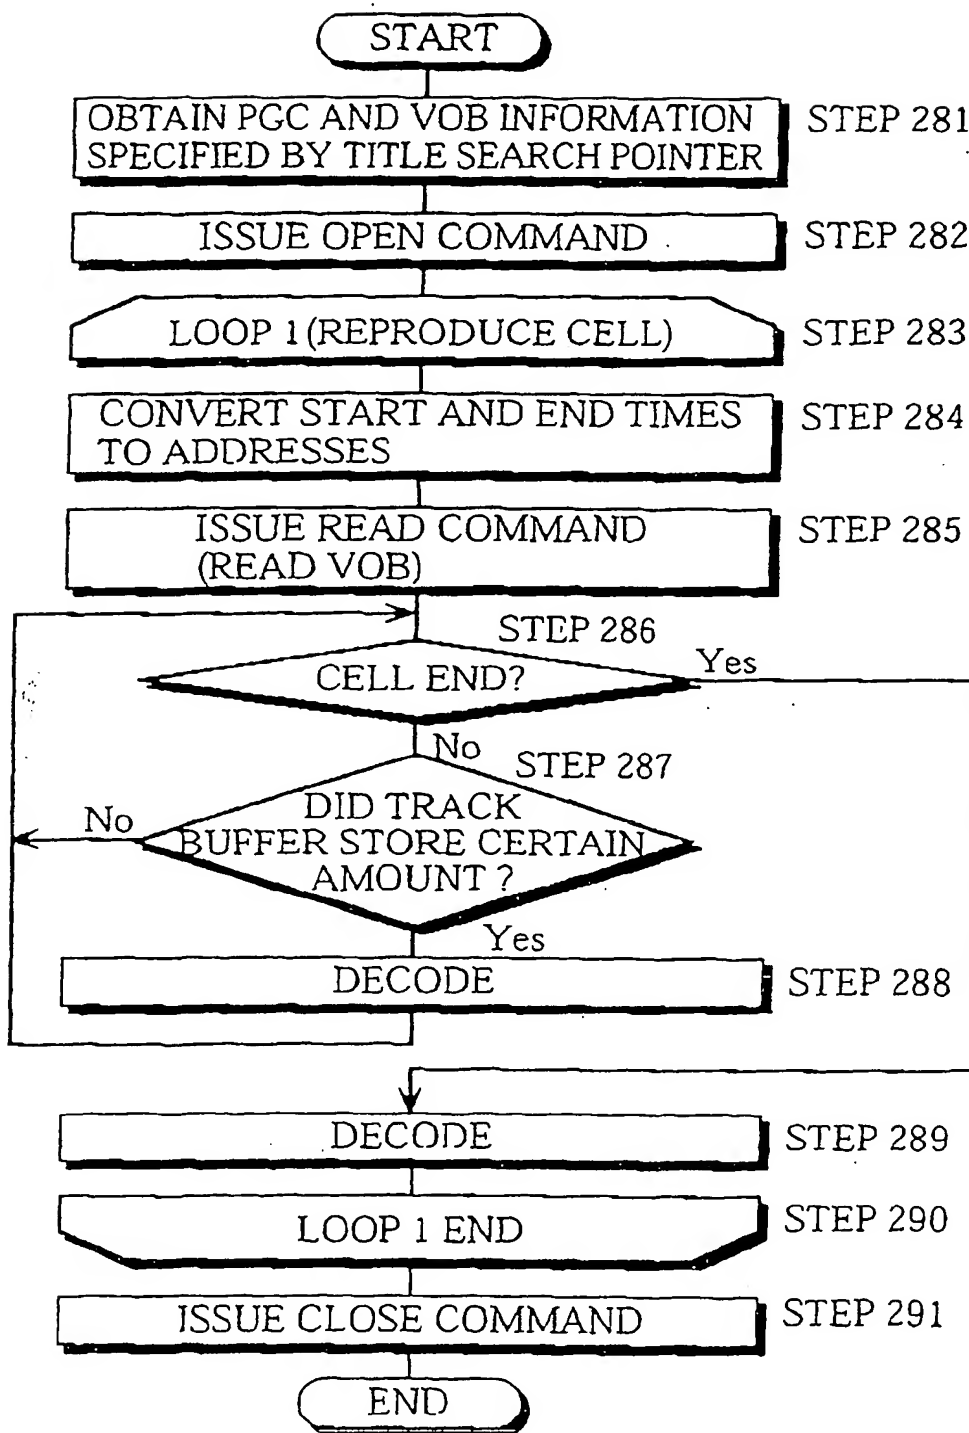 START
OBTAIN PGC AND VOB INFORMATION
SPECIFIED BY TITLE SEARCH POINTER
STEP 281
ISSUE OPEN COMMAND
STEP 282
LOOP 1 (REPRODUCE CELL)
STEP 283
CONVERT START AND END TIMES
TO ADDRESSES
STEP 284
ISSUE READ COMMAND
(READ VOB)
STEP 285
STEP 286
CELL END?
Yes
No
STEP 287
DID TRACK
BUFFER STORE CERTAIN
AMOUNT ?
No
Yes
DECODE
STEP 288
DECODE
STEP 289
LOOP 1 END
STEP 290
ISSUE CLOSE COMMAND
STEP 291
END